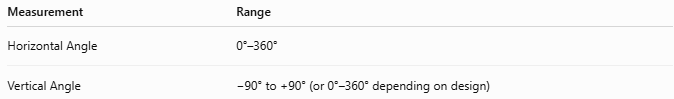 Measurement Range
Horizontal Angle 0°–360°
Vertical Angle −90° to +90° (or 0°–360° depending on design)